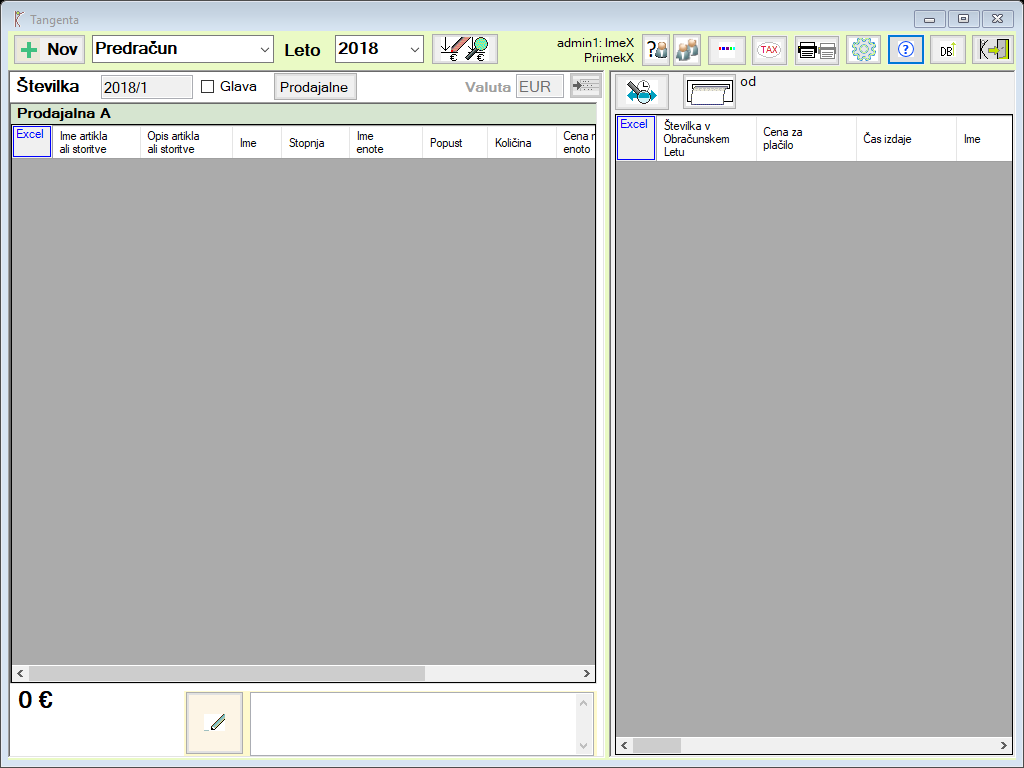 Tangenta
Nov
Predračun
Leto
2018
admin1: ImeX
PriimekX
TAX
DB
Številka
2018/1
Glava
Prodajalne
Valuta
EUR
od
Prodajalna A
Excel
Ime artikla
ali storitve
Opis artikla
ali storitve
Ime
Stopnja
Ime
enote
Popust
Količina
Cena
enoto
Excel
Številka v
Obračunskem
Letu
Cena za
plačilo
Čas izdaje
Ime
0 €